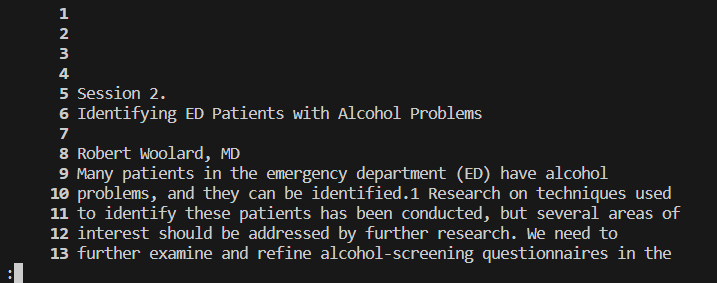 1
2
3
4
5 Session 2.
6 Identifying ED Patients with Alcohol Problems
7
8 Robert Woolard, MD
9 Many patients in the emergency department (ED) have alcohol
10 problems, and they can be identified.1 Research on techniques used
11 to identify these patients has been conducted, but several areas of
12 interest should be addressed by further research. We need to
13 further examine and refine alcohol-screening questionnaires in the
: